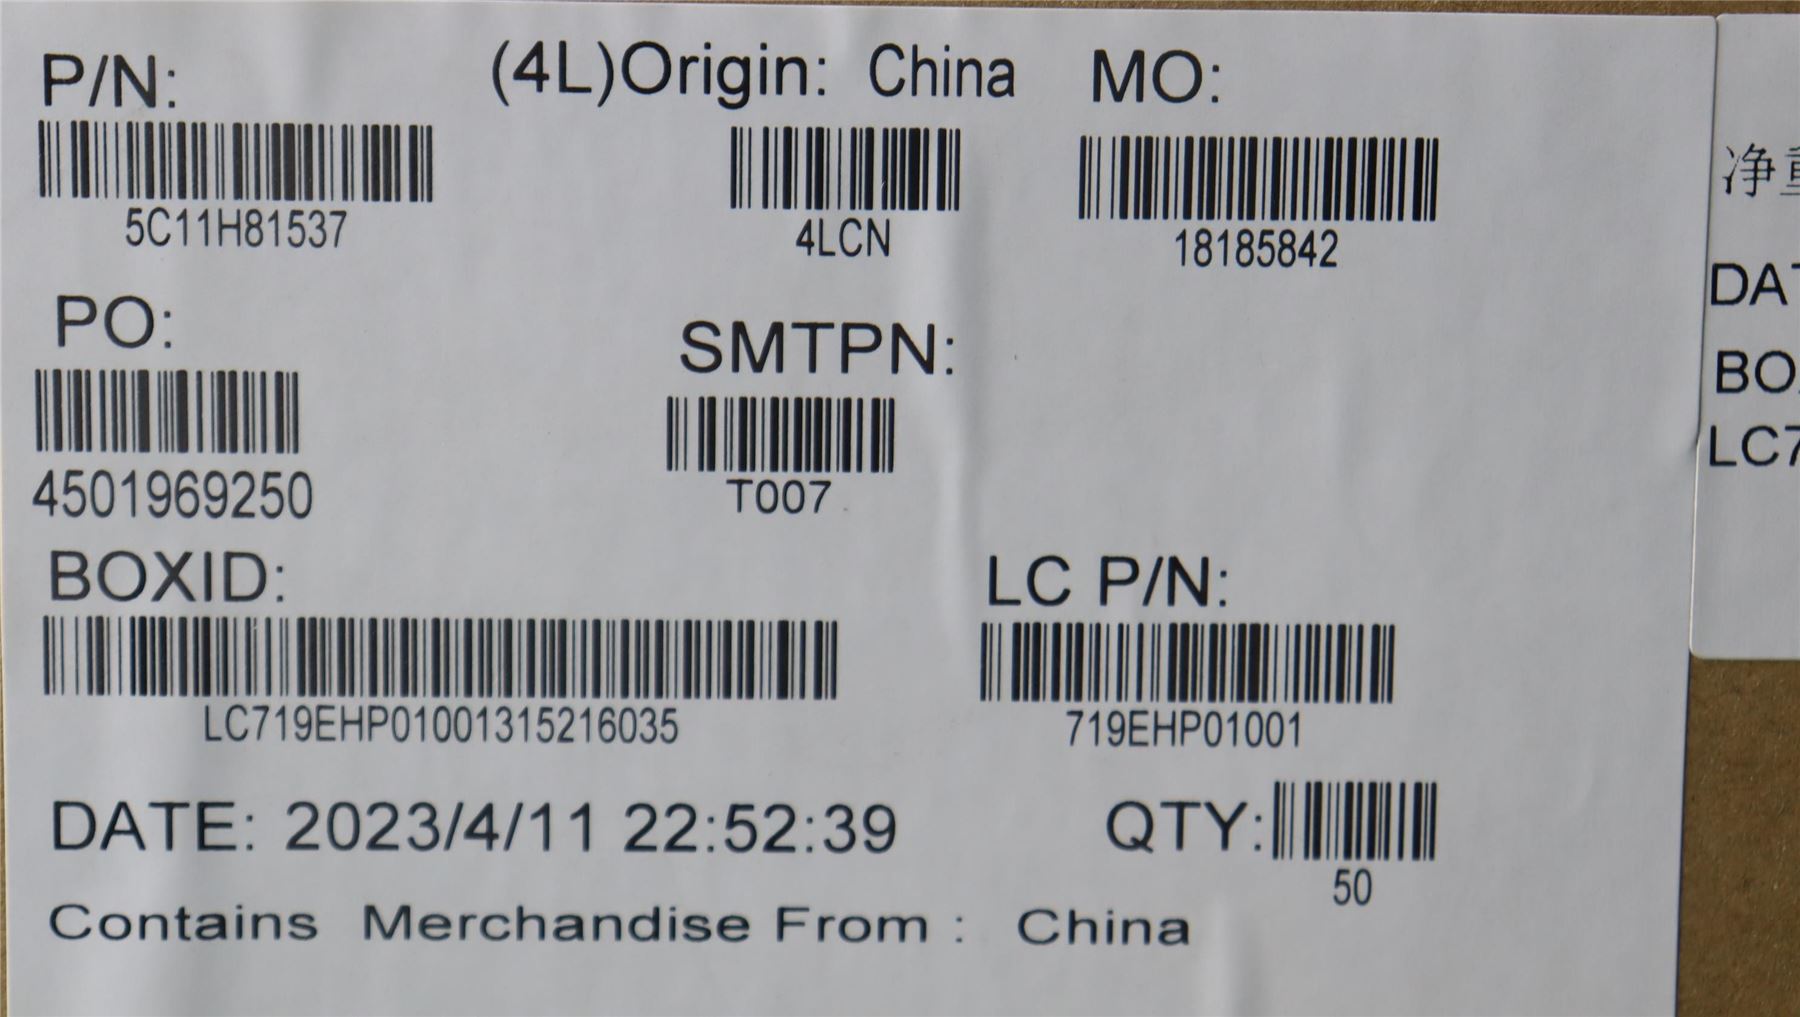 P/N:
(4L)Origin: China
MO:
5C11H81537
4LCN
18185842
PO:
SMTPN:
4501969250
T007
BOXID:
LC P/N:
LC719EHP01001315216035
719EHP01001
DATE: 2023/4/11 22:52:39
QTY:
50
Contains Merchandise From : China
净
DA
BO
LC7